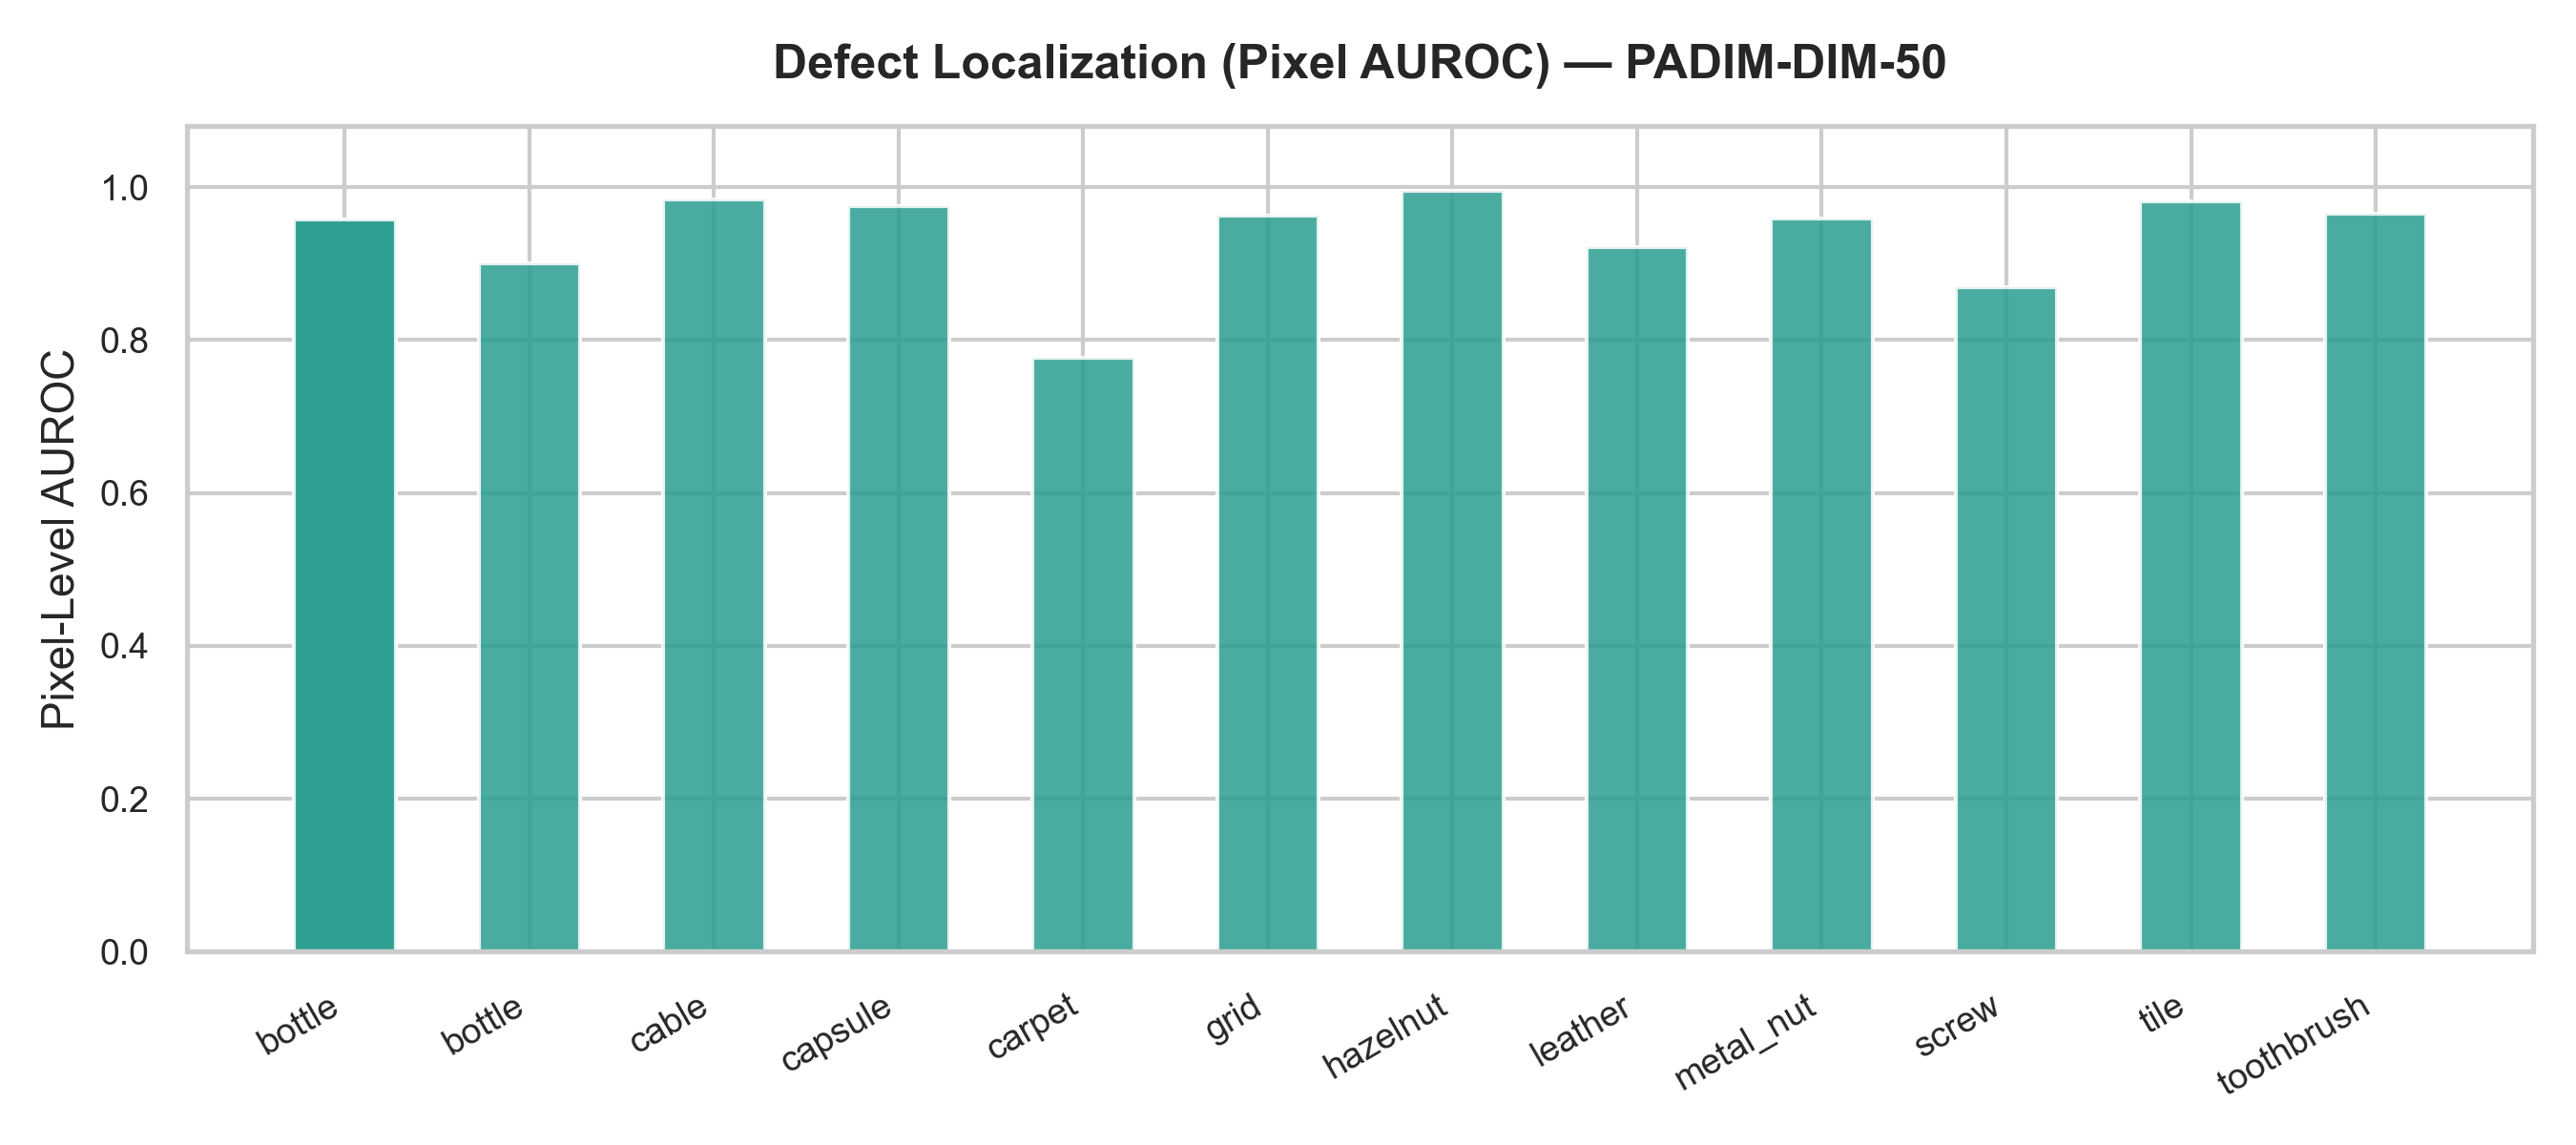 Defect Localization (Pixel AUROC) — PADIM-DIM-50
Pixel-Level AUROC
1.0
0.8
0.6
0.4
0.2
0.0
bottle
bottle
cable
capsule
carpet
grid
hazelnut
leather
metal_nut
screw
tile
toothbrush